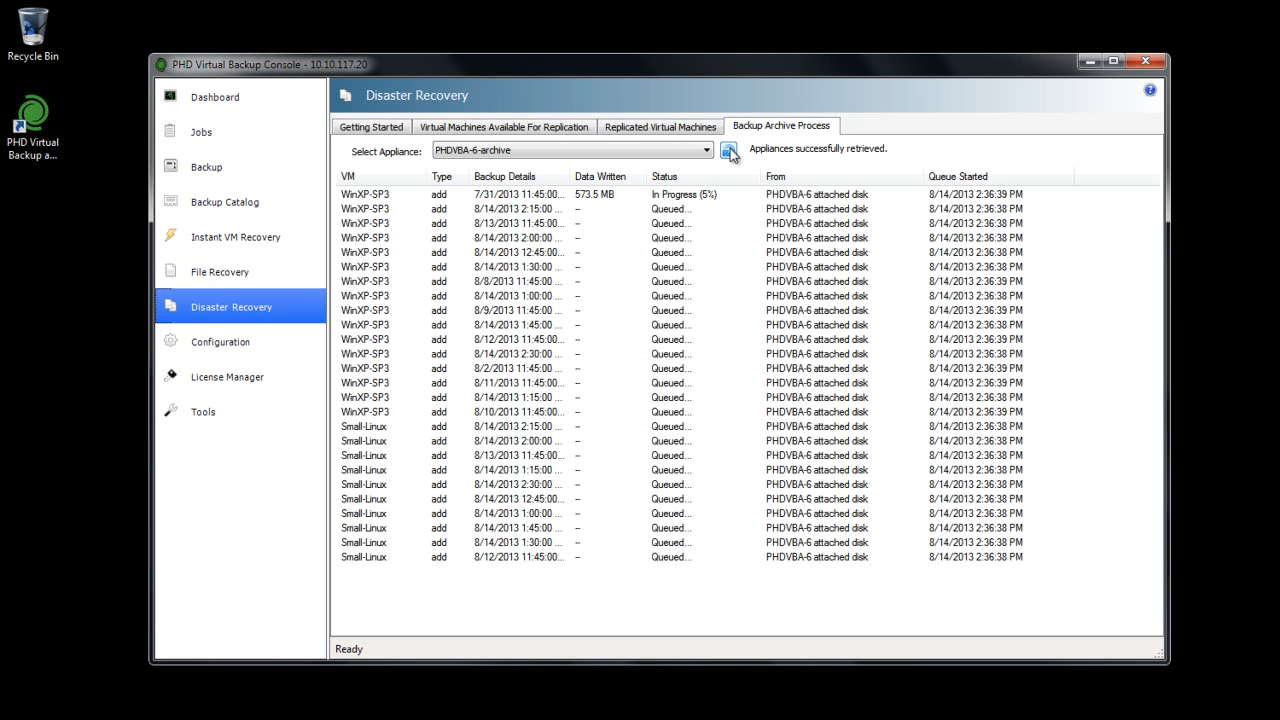 Recycle Bin
PHD Virtual
Backup a...
PHD Virtual Backup Console - 10.10.117.20
Dashboard
Jobs
Backup
Backup Catalog
Instant VM Recovery
File Recovery
Disaster Recovery
Configuration
License Manager
Tools
Disaster Recovery
?
Getting Started Virtual Machines Available For Replication Replicated Virtual Machines Backup Archive Process
Select Appliance: PHDVBA-6-archive Appliances successfully retrieved.
VM Type Backup Details Data Written Status From Queue Started
WinXP-SP3 add 7/31/2013 11:45:00... 573.5 MB In Progress (5%) PHDVBA-6 attached disk 8/14/2013 2:36:39 PM
WinXP-SP3 add 8/14/2013 2:15:00 ... -- Queued... PHDVBA-6 attached disk 8/14/2013 2:36:38 PM
WinXP-SP3 add 8/13/2013 11:45:00... -- Queued... PHDVBA-6 attached disk 8/14/2013 2:36:38 PM
WinXP-SP3 add 8/14/2013 2:00:00 ... -- Queued... PHDVBA-6 attached disk 8/14/2013 2:36:38 PM
WinXP-SP3 add 8/14/2013 12:45:00... -- Queued... PHDVBA-6 attached disk 8/14/2013 2:36:38 PM
WinXP-SP3 add 8/14/2013 1:30:00 ... -- Queued... PHDVBA-6 attached disk 8/14/2013 2:36:38 PM
WinXP-SP3 add 8/8/2013 11:45:00 ... -- Queued... PHDVBA-6 attached disk 8/14/2013 2:36:39 PM
WinXP-SP3 add 8/14/2013 1:00:00 ... -- Queued... PHDVBA-6 attached disk 8/14/2013 2:36:38 PM
WinXP-SP3 add 8/9/2013 11:45:00 ... -- Queued... PHDVBA-6 attached disk 8/14/2013 2:36:39 PM
WinXP-SP3 add 8/14/2013 1:45:00 ... -- Queued... PHDVBA-6 attached disk 8/14/2013 2:36:38 PM
WinXP-SP3 add 8/12/2013 11:45:00... -- Queued... PHDVBA-6 attached disk 8/14/2013 2:36:39 PM
WinXP-SP3 add 8/14/2013 2:30:00 ... -- Queued... PHDVBA-6 attached disk 8/14/2013 2:36:38 PM
WinXP-SP3 add 8/2/2013 11:45:00 ... -- Queued... PHDVBA-6 attached disk 8/14/2013 2:36:39 PM
WinXP-SP3 add 8/11/2013 11:45:00... -- Queued... PHDVBA-6 attached disk 8/14/2013 2:36:39 PM
WinXP-SP3 add 8/14/2013 1:15:00 ... -- Queued... PHDVBA-6 attached disk 8/14/2013 2:36:38 PM
WinXP-SP3 add 8/10/2013 11:45:00... -- Queued... PHDVBA-6 attached disk 8/14/2013 2:36:39 PM
Small-Linux add 8/14/2013 2:15:00 ... -- Queued... PHDVBA-6 attached disk 8/14/2013 2:36:38 PM
Small-Linux add 8/14/2013 2:00:00 ... -- Queued... PHDVBA-6 attached disk 8/14/2013 2:36:38 PM
Small-Linux add 8/13/2013 11:45:00... -- Queued... PHDVBA-6 attached disk 8/14/2013 2:36:38 PM
Small-Linux add 8/14/2013 1:15:00 ... -- Queued... PHDVBA-6 attached disk 8/14/2013 2:36:38 PM
Small-Linux add 8/14/2013 2:30:00 ... -- Queued... PHDVBA-6 attached disk 8/14/2013 2:36:38 PM
Small-Linux add 8/14/2013 12:45:00... -- Queued... PHDVBA-6 attached disk 8/14/2013 2:36:38 PM
Small-Linux add 8/14/2013 1:00:00 ... -- Queued... PHDVBA-6 attached disk 8/14/2013 2:36:38 PM
Small-Linux add 8/14/2013 1:45:00 ... -- Queued... PHDVBA-6 attached disk 8/14/2013 2:36:38 PM
Small-Linux add 8/14/2013 1:30:00 ... -- Queued... PHDVBA-6 attached disk 8/14/2013 2:36:38 PM
Small-Linux add 8/12/2013 11:45:00... -- Queued... PHDVBA-6 attached disk 8/14/2013 2:36:38 PM
Ready